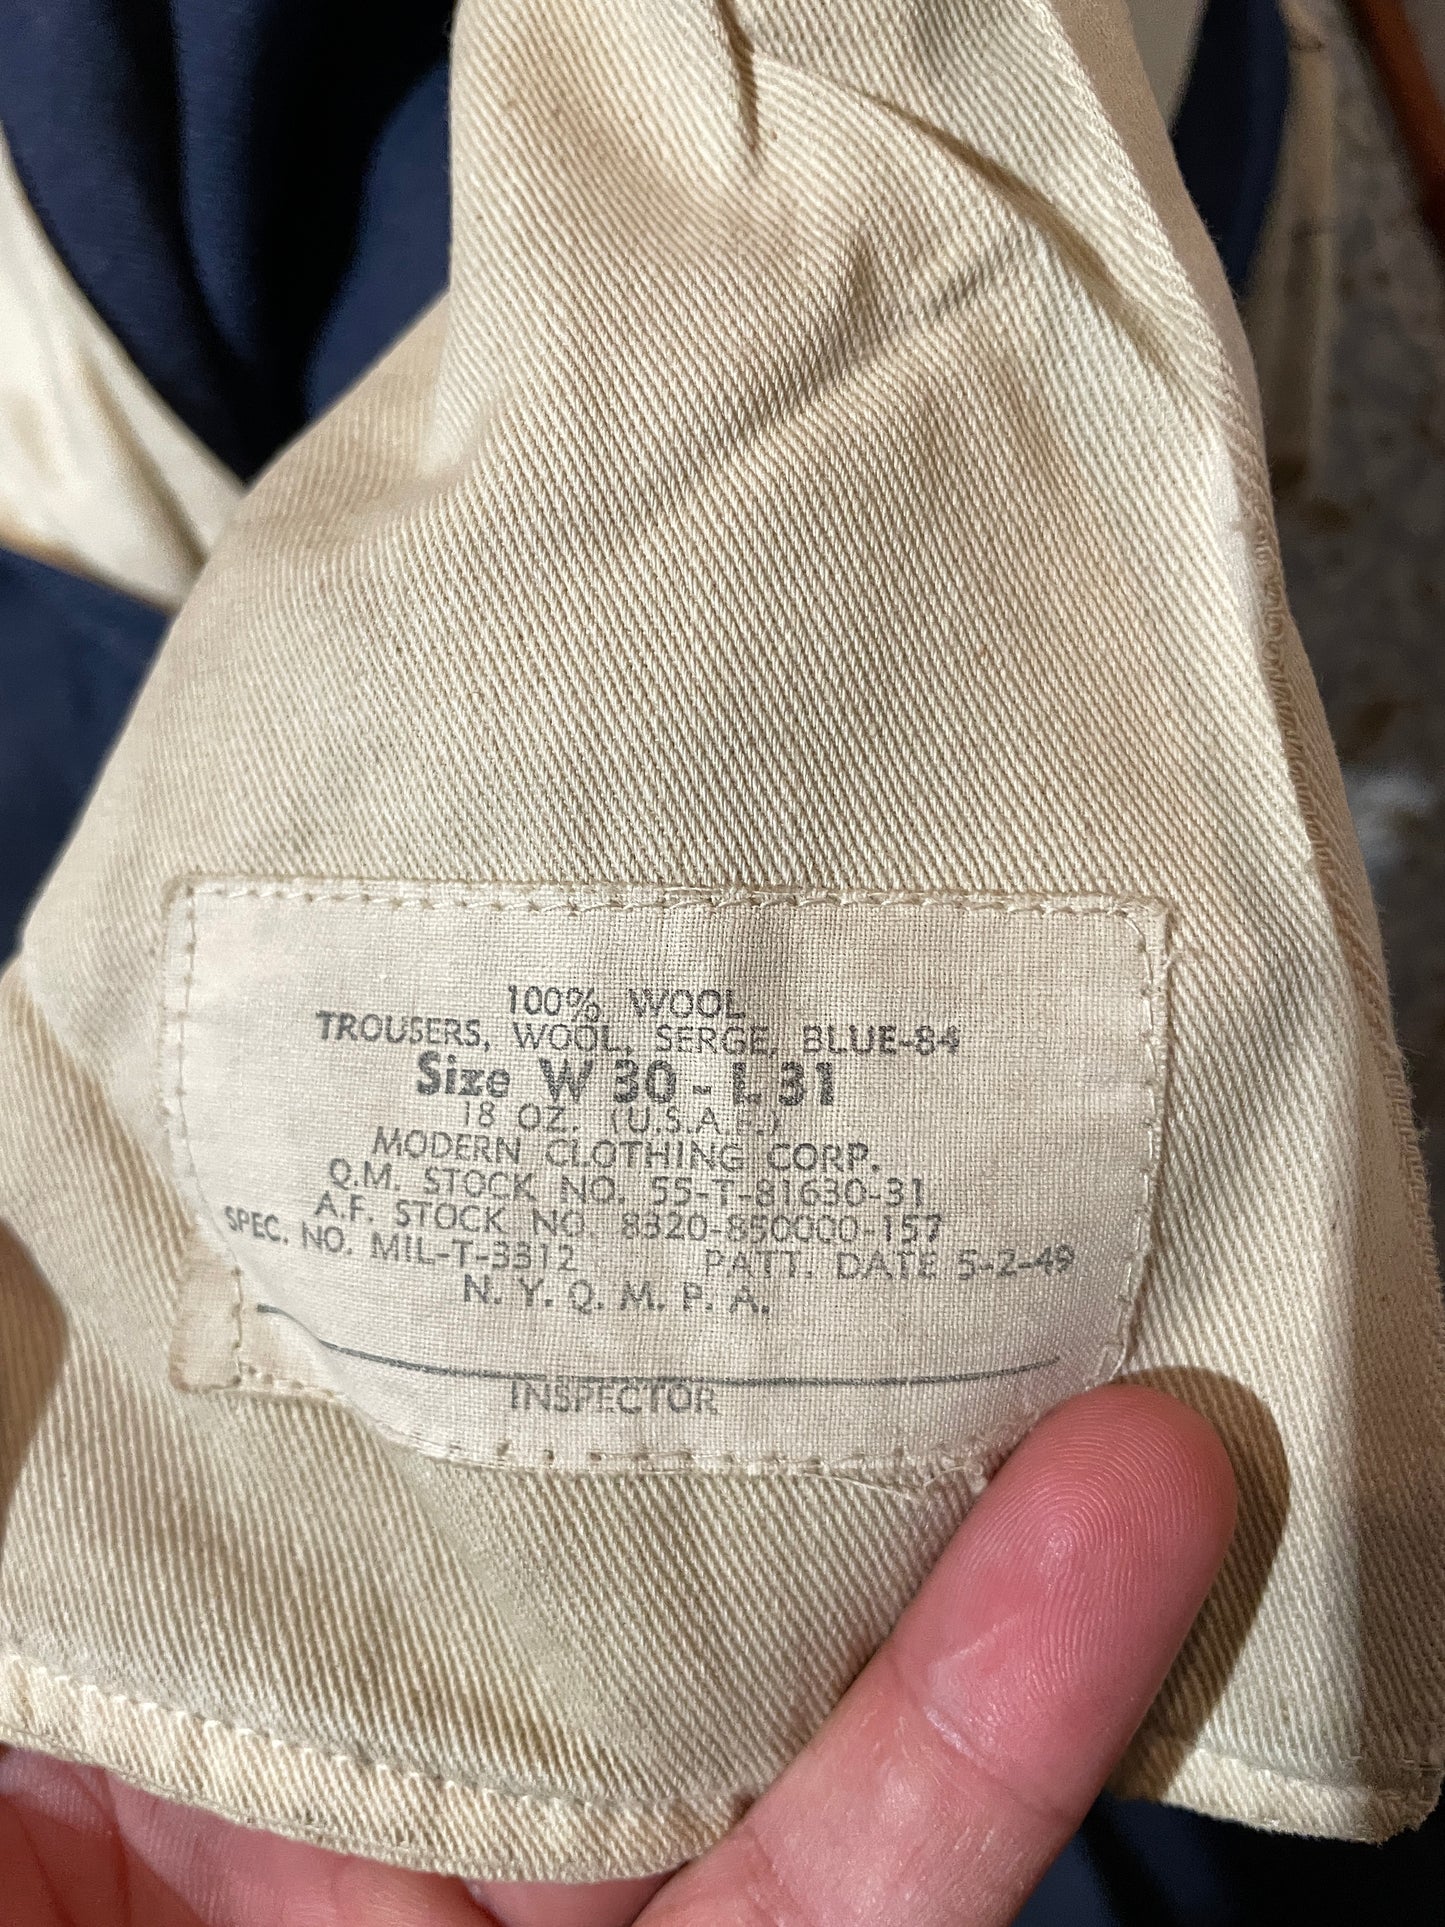 100% WOOL
TROUSERS, WOOL, SERGE, BLUE-84
Size W 30 - L 31
18 OZ. (U.S.A.F.)
MODERN CLOTHING CORP.
Q.M. STOCK NO. 55-T-81630-31
A.F. STOCK NO. 8320-850000-157
SPEC. NO. MIL-T-3312 PATT. DATE 5-2-49
N. Y. Q. M. P. A.
INSPECTOR